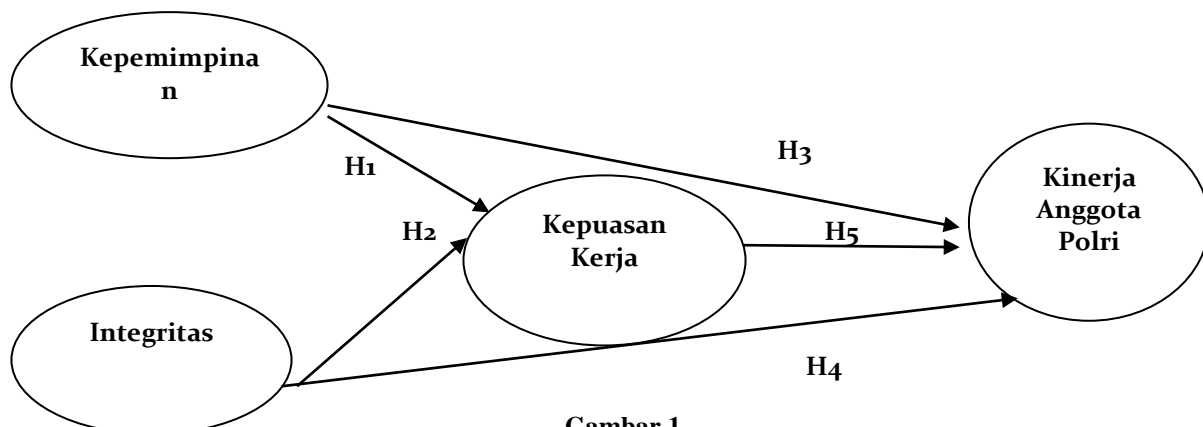 Kepemimpina
n
H1
H3
H2
Kepuasan
Kerja
H5
Kinerja
Anggota
Polri
Integritas
H4
Gambar 1